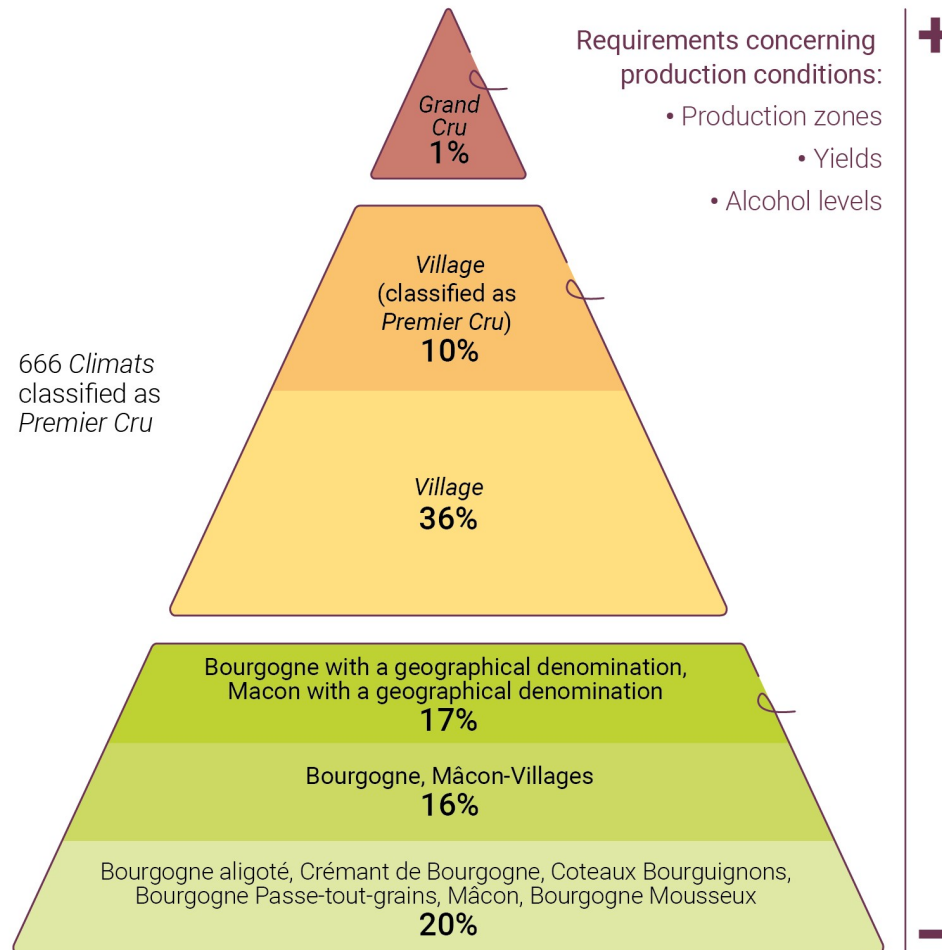 Requirements concerning
production conditions:
• Production zones
• Yields
• Alcohol levels
+
Grand
Cru
1%
Village
(classified as
Premier Cru)
10%
666 Climats
classified as
Premier Cru
Village
36%
Bourgogne with a geographical denomination,
Macon with a geographical denomination
17%
Bourgogne, Mâcon-Villages
16%
Bourgogne aligoté, Crémant de Bourgogne, Coteaux Bourguignons,
Bourgogne Passe-tout-grains, Mâcon, Bourgogne Mousseux
20%
−